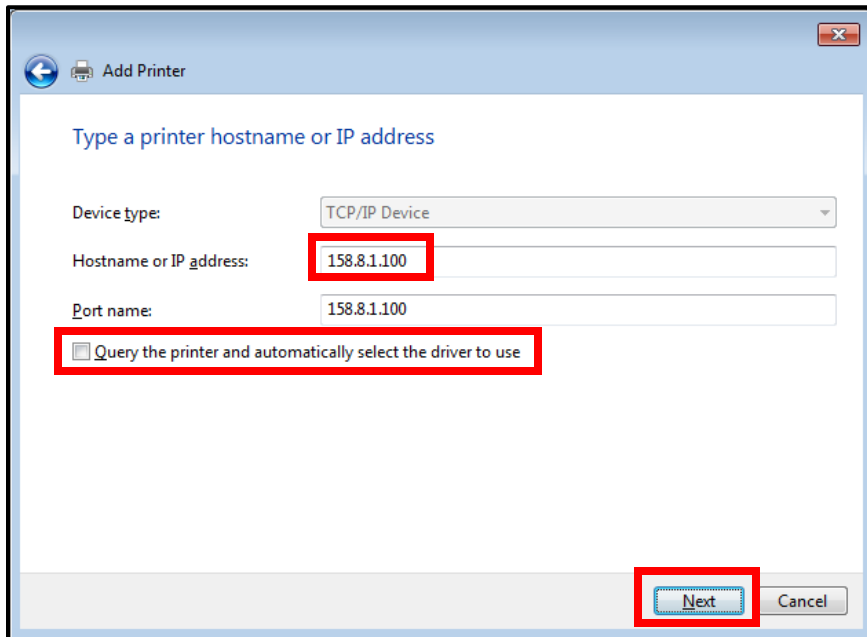 Add Printer
Type a printer hostname or IP address
Device type: TCP/IP Device
Hostname or IP address: 158.8.1.100
Port name: 158.8.1.100
Query the printer and automatically select the driver to use
Next Cancel